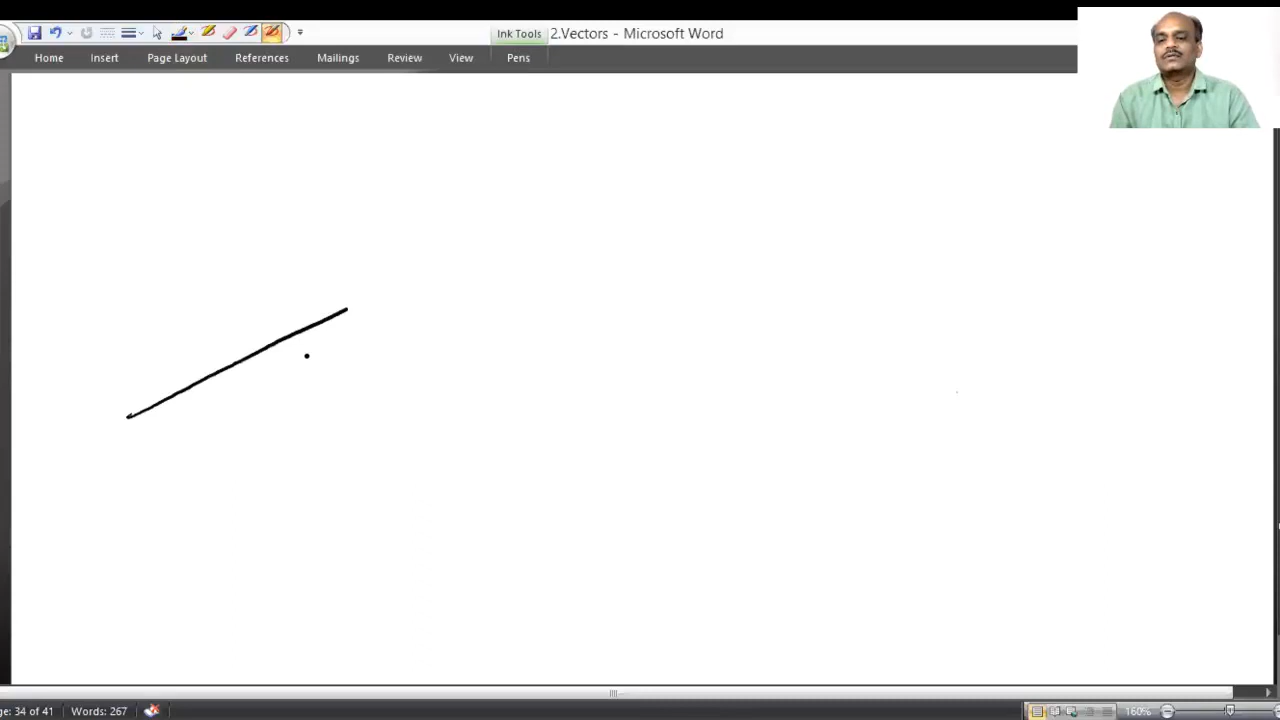 Ink Tools 2.Vectors - Microsoft Word
Home Insert Page Layout References Mailings Review View Pens
ge: 34 of 41 Words: 267 160%